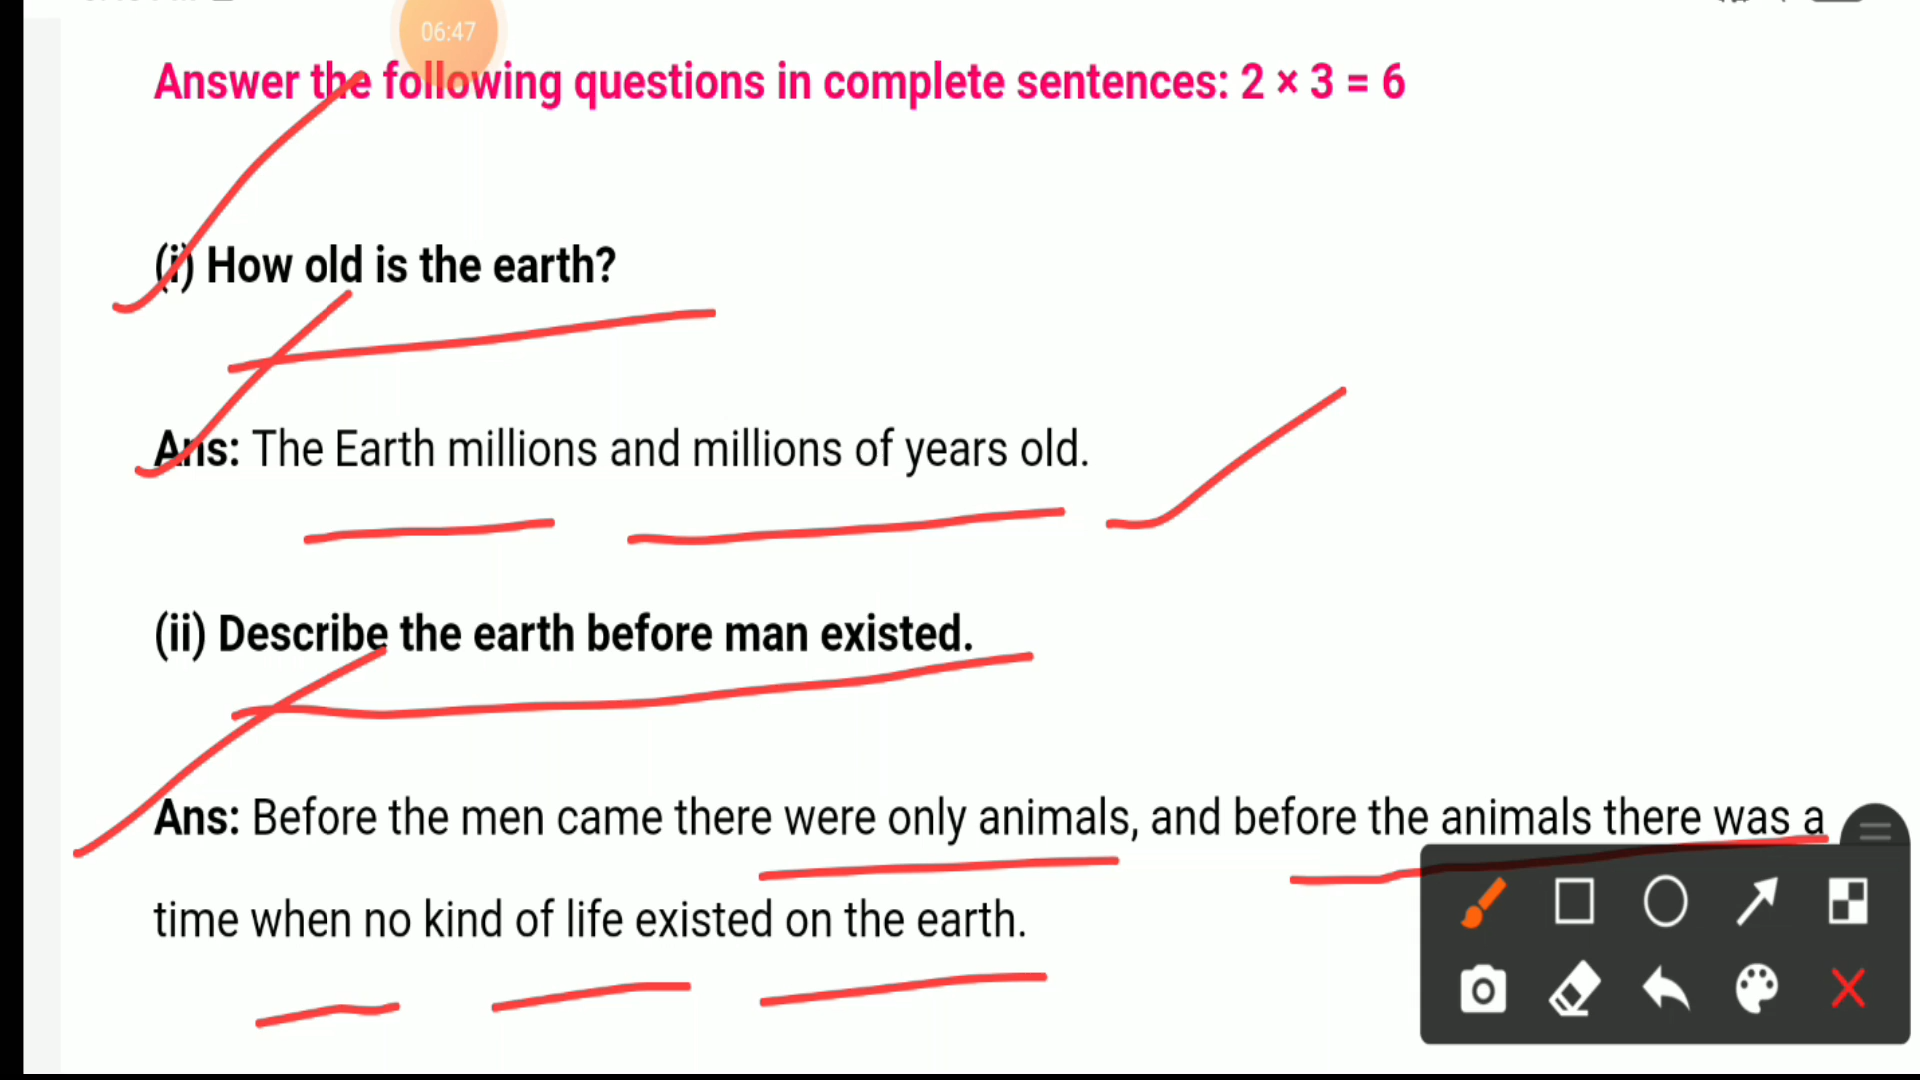 06:47
Answer the following questions in complete sentences: 2 × 3 = 6
(i) How old is the earth?
Ans: The Earth millions and millions of years old.
(ii) Describe the earth before man existed.
Ans: Before the men came there were only animals, and before the animals there was a
time when no kind of life existed on the earth.